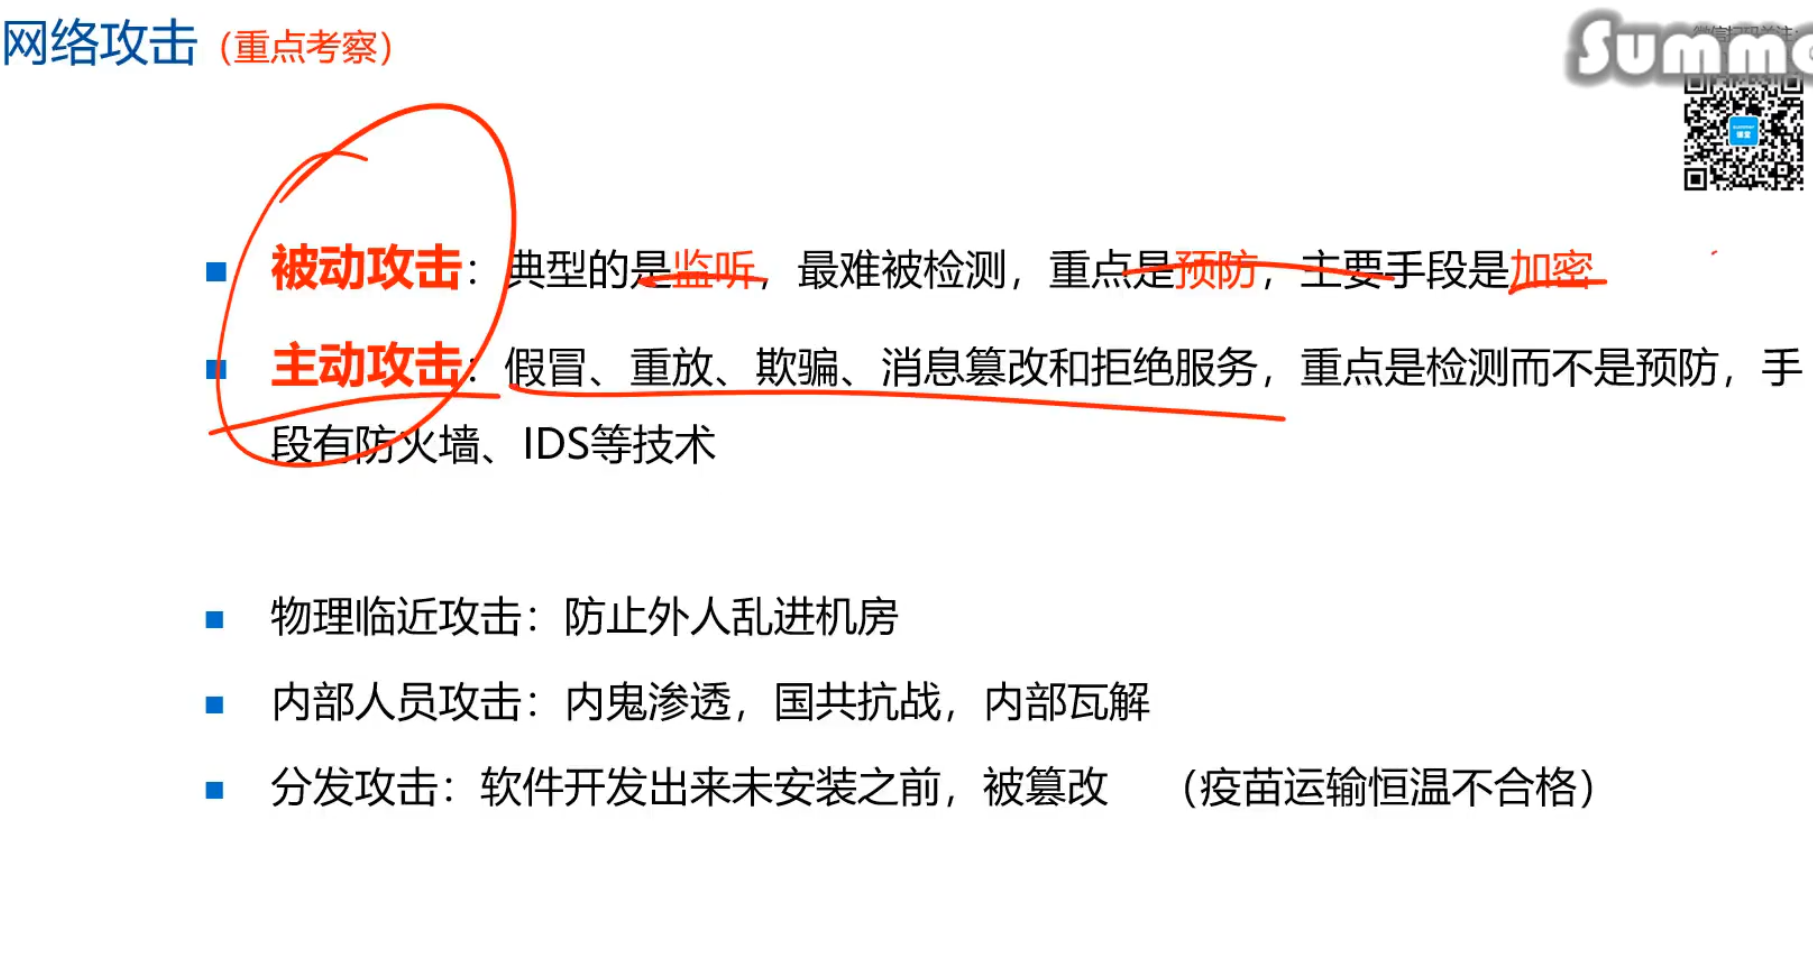 网络攻击（重点考察）
微信扫码关注：
Summe
被动攻击：典型的是监听，最难被检测，重点是预防，主要手段是加密
主动攻击：假冒、重放、欺骗、消息篡改和拒绝服务，重点是检测而不是预防，手
段有防火墙、IDS等技术
物理临近攻击：防止外人乱进机房
内部人员攻击：内鬼渗透，国共抗战，内部瓦解
分发攻击：软件开发出来未安装之前，被篡改 （疫苗运输恒温不合格）